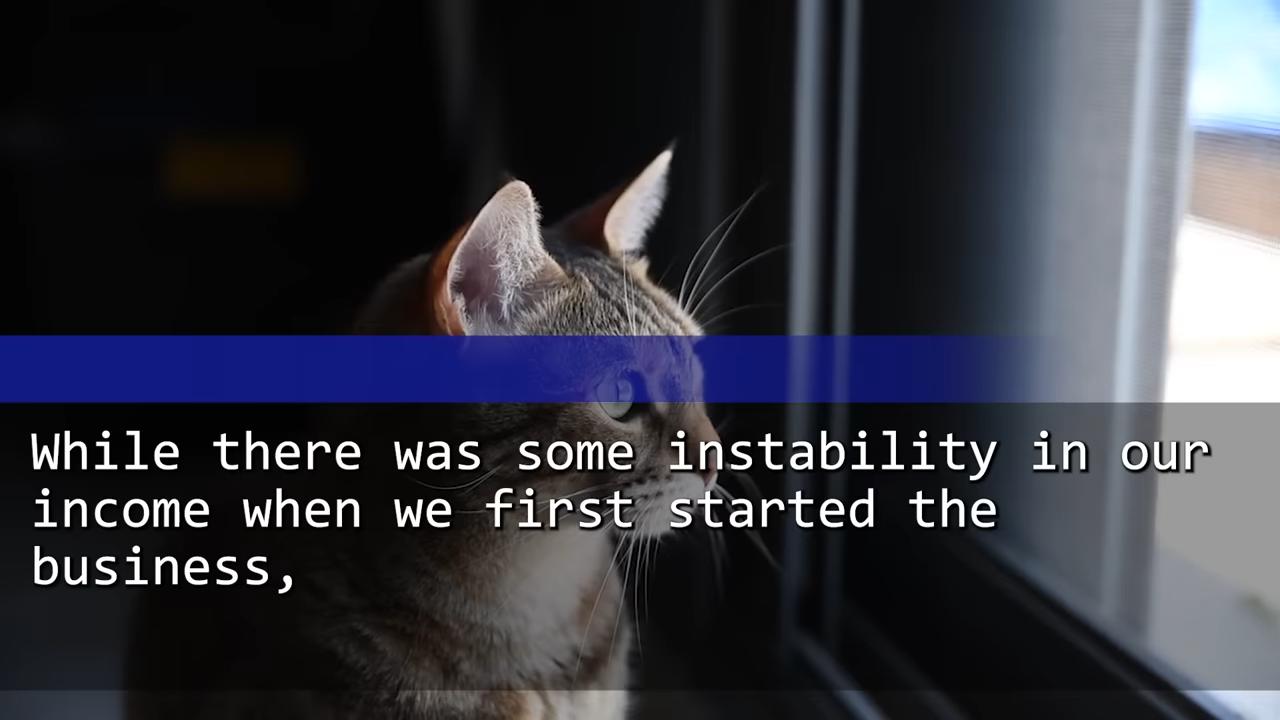 While there was some instability in our
income when we first started the
business,